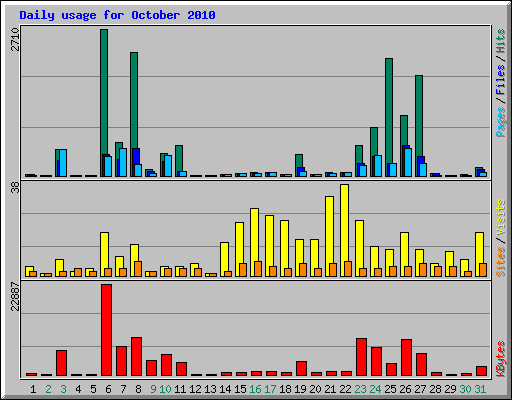 Daily usage for October 2010
2710
Pages / Files / Hits
38
Sites / Visits
22887
KBytes
1 2 3 4 5 6 7 8 9 10 11 12 13 14 15 16 17 18 19 20 21 22 23 24 25 26 27 28 29 30 31